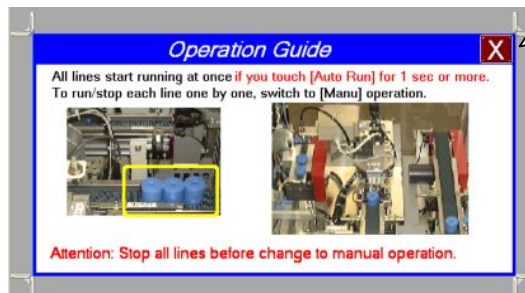 Operation Guide
X
All lines start running at once if you touch [Auto Run] for 1 sec or more.
To run/stop each line one by one, switch to [Manu] operation.
Attention: Stop all lines before change to manual operation.